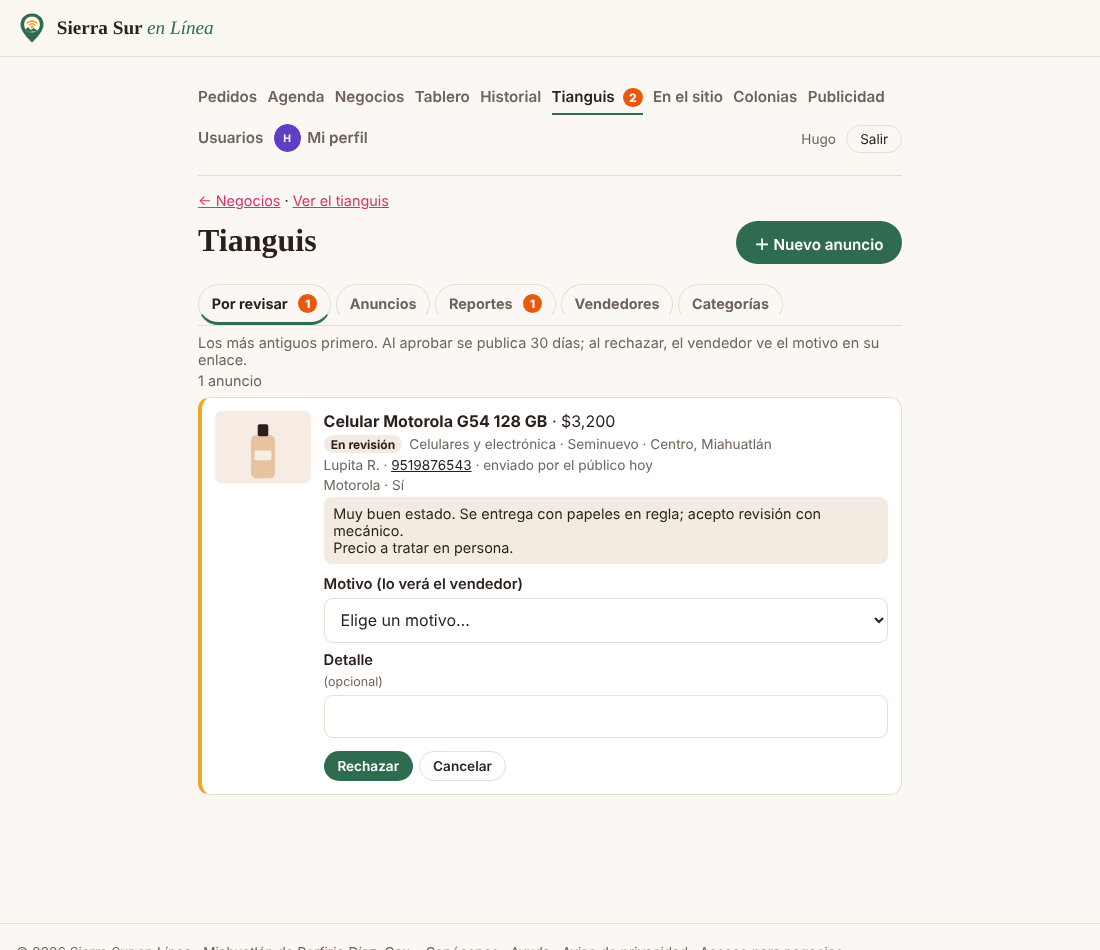 Sierra Sur en Línea
Pedidos Agenda Negocios Tablero Historial Tianguis 2 En el sitio Colonias Publicidad
Usuarios H Mi perfil Hugo Salir
← Negocios · Ver el tianguis
Tianguis
+ Nuevo anuncio
Por revisar 1 Anuncios Reportes 1 Vendedores Categorías
Los más antiguos primero. Al aprobar se publica 30 días; al rechazar, el vendedor ve el motivo en su
enlace.
1 anuncio
Celular Motorola G54 128 GB · $3,200
En revisión Celulares y electrónica · Seminuevo · Centro, Miahuatlán
Lupita R. · 9519876543 · enviado por el público hoy
Motorola · Sí
Muy buen estado. Se entrega con papeles en regla; acepto revisión con
mecánico.
Precio a tratar en persona.
Motivo (lo verá el vendedor)
Elige un motivo...
Detalle
(opcional)
Rechazar Cancelar